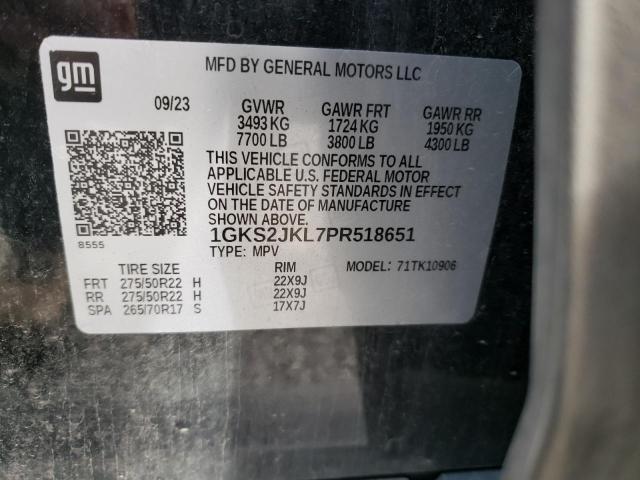 gm
MFD BY GENERAL MOTORS LLC
09/23 GVWR GAWR FRT GAWR RR
3493 KG 1724 KG 1950 KG
7700 LB 3800 LB 4300 LB
THIS VEHICLE CONFORMS TO ALL
APPLICABLE U.S. FEDERAL MOTOR
VEHICLE SAFETY STANDARDS IN EFFECT
ON THE DATE OF MANUFACTURE
SHOWN ABOVE.
8555
1GKS2JKL7PR518651
TYPE: MPV MODEL: 71TK10906
TIRE SIZE RIM
FRT 275/50R22 H 22X9J
RR 275/50R22 H 22X9J
SPA 265/70R17 S 17X7J